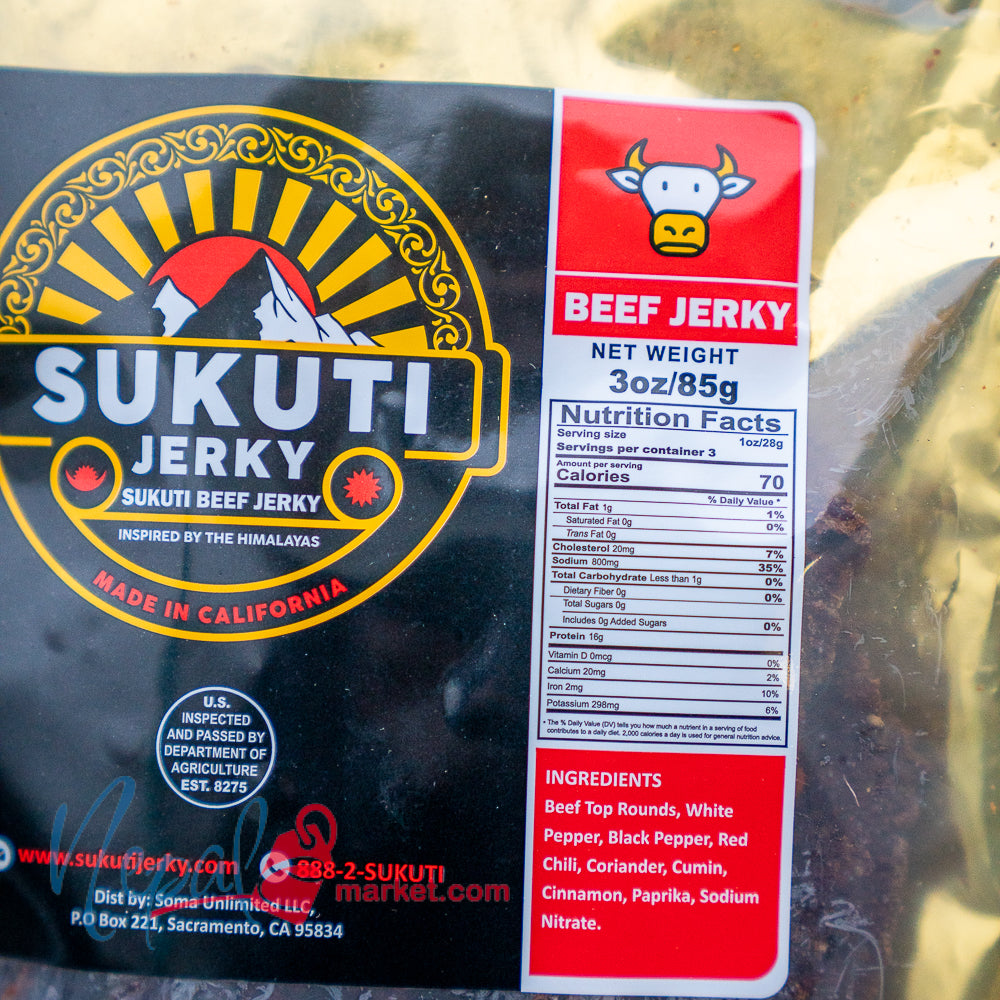 SUKUTI
JERKY
SUKUTI BEEF JERKY
INSPIRED BY THE HIMALAYAS
MADE IN CALIFORNIA
U.S.
INSPECTED
AND PASSED BY
DEPARTMENT OF
AGRICULTURE
EST. 8275
www.sukutijerky.com 888-2-SUKUTI
Dist by: Soma Unlimited LLC,
P.O Box 221, Sacramento, CA 95834
Nepal
market.com
BEEF JERKY
NET WEIGHT
3oz/85g
Nutrition Facts
Serving size 1oz/28g
Servings per container 3
Amount per serving
Calories 70
% Daily Value *
Total Fat 1g 1%
Saturated Fat 0g 0%
Trans Fat 0g
Cholesterol 20mg 7%
Sodium 800mg 35%
Total Carbohydrate Less than 1g 0%
Dietary Fiber 0g 0%
Total Sugars 0g
Includes 0g Added Sugars 0%
Protein 16g
Vitamin D 0mcg 0%
Calcium 20mg 2%
Iron 2mg 10%
Potassium 298mg 6%
* The % Daily Value (DV) tells you how much a nutrient in a serving of food
contributes to a daily diet. 2,000 calories a day is used for general nutrition advice.
INGREDIENTS
Beef Top Rounds, White
Pepper, Black Pepper, Red
Chili, Coriander, Cumin,
Cinnamon, Paprika, Sodium
Nitrate.